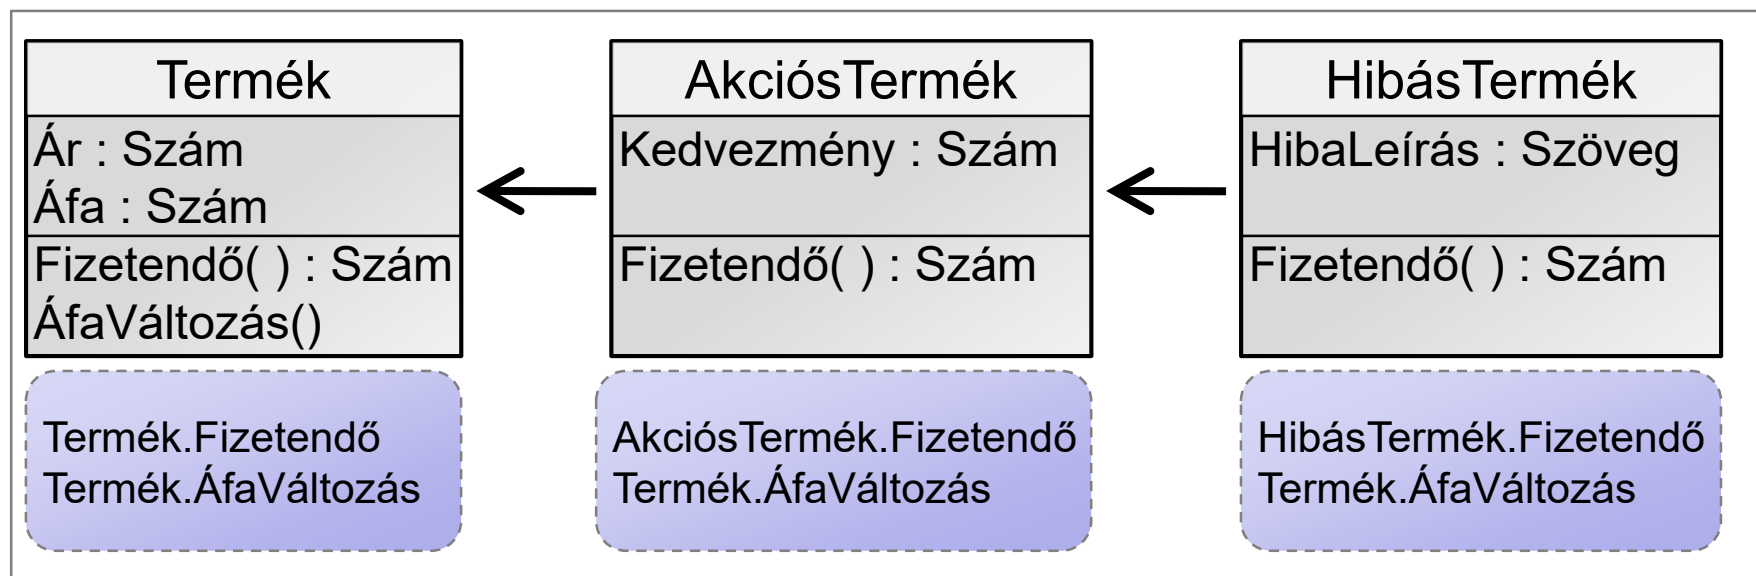 Termék
Ár : Szám
Áfa : Szám
Fizetendő( ) : Szám
ÁfaVáltozás()
Termék.Fizetendő
Termék.ÁfaVáltozás
AkciósTermék
Kedvezmény : Szám
Fizetendő( ) : Szám
AkciósTermék.Fizetendő
Termék.ÁfaVáltozás
HibásTermék
HibaLeírás : Szöveg
Fizetendő( ) : Szám
HibásTermék.Fizetendő
Termék.ÁfaVáltozás